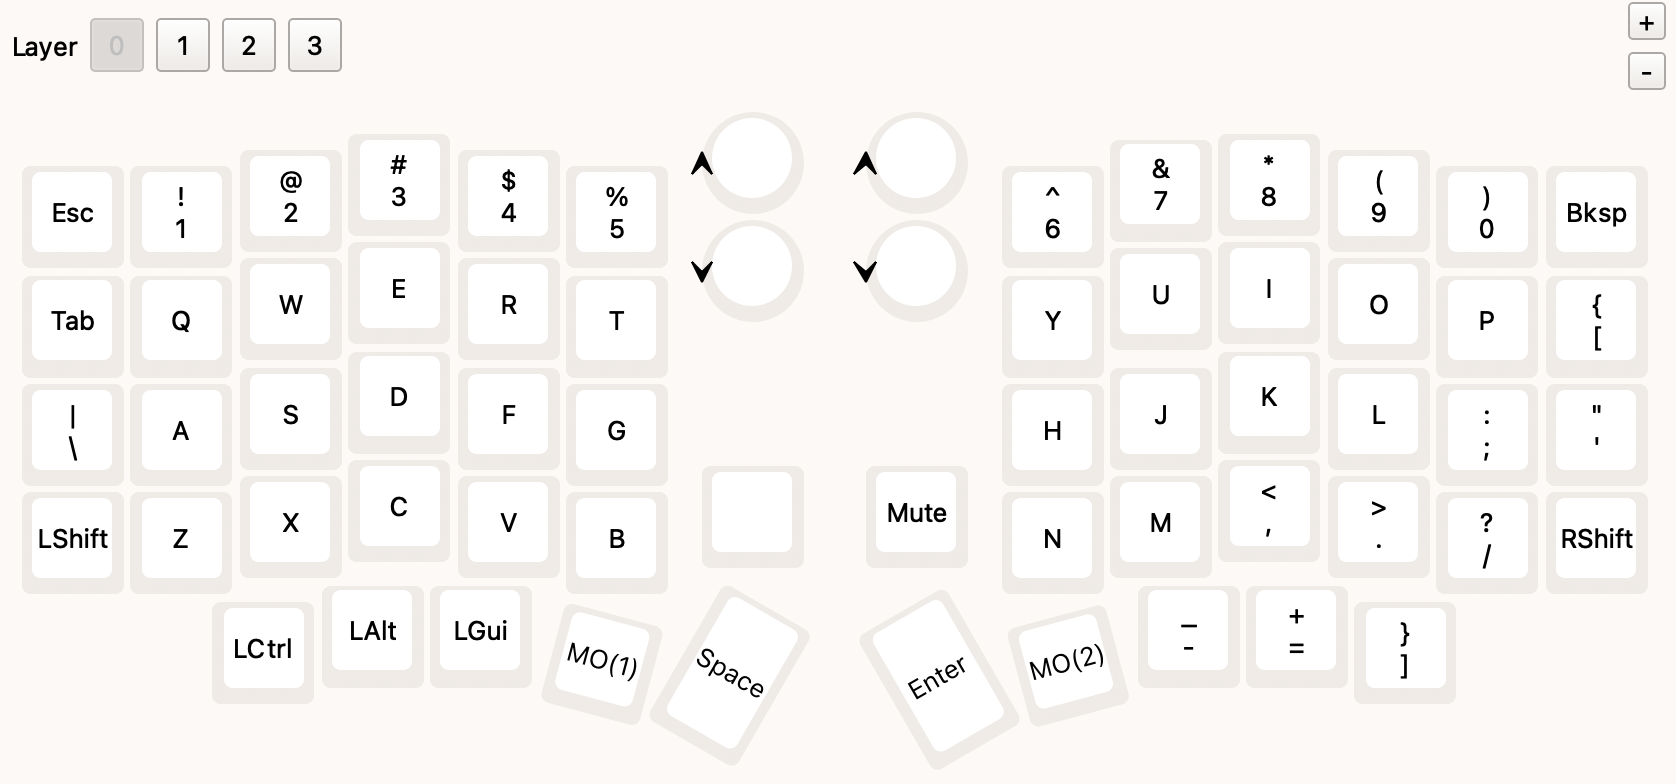 Layer 0 1 2 3
+
-
Esc
!
1
@
2
#
3
$
4
%
5
^
6
&
7
*
8
(
9
)
0
Bksp
Tab
Q
W
E
R
T
Y
U
I
O
P
{
[
|
\
A
S
D
F
G
H
J
K
L
:
;
"
'
LShift
Z
X
C
V
B
Mute
N
M
<
,
>
.
?
/
RShift
LCtrl
LAlt
LGui
MO(1)
Space
Enter
MO(2)
_
-
+
=
}
]